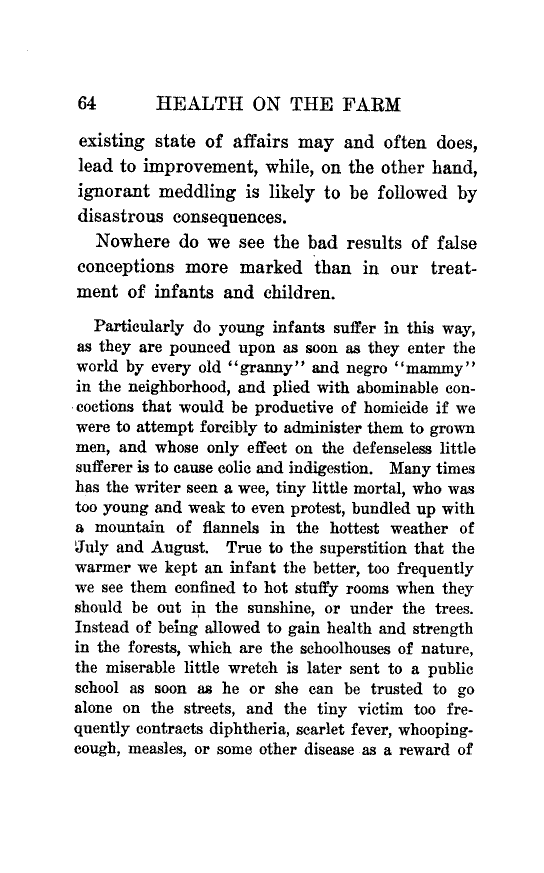 64 HEALTH ON THE FARM
existing state of affairs may and often does,
lead to improvement, while, on the other hand,
ignorant meddling is likely to be followed by
disastrous consequences.
Nowhere do we see the bad results of false
conceptions more marked than in our treat-
ment of infants and children.
Particularly do young infants suffer in this way,
as they are pounced upon as soon as they enter the
world by every old "granny" and negro "mammy"
in the neighborhood, and plied with abominable con-
coctions that would be productive of homicide if we
were to attempt forcibly to administer them to grown
men, and whose only effect on the defenseless little
sufferer is to cause colic and indigestion. Many times
has the writer seen a wee, tiny little mortal, who was
too young and weak to even protest, bundled up with
a mountain of flannels in the hottest weather of
July and August. True to the superstition that the
warmer we kept an infant the better, too frequently
we see them confined to hot stuffy rooms when they
should be out in the sunshine, or under the trees.
Instead of being allowed to gain health and strength
in the forests, which are the schoolhouses of nature,
the miserable little wretch is later sent to a public
school as soon as he or she can be trusted to go
alone on the streets, and the tiny victim too fre-
quently contracts diphtheria, scarlet fever, whooping-
cough, measles, or some other disease as a reward of